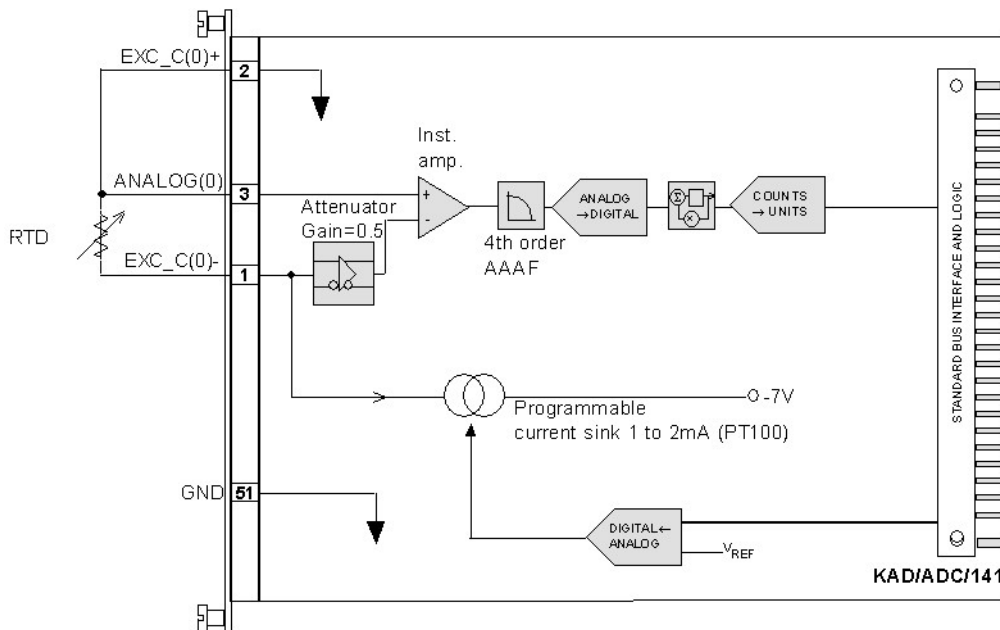 EXC_C(0)+
2
Inst.
amp.
ANALOG(0)
3
+
-
Attenuator
Gain=0.5
ANALOG
→DIGITAL
Σ
×
COUNTS
→UNITS
4th order
AAAF
RTD
EXC_C(0)-
1
STANDARD BUS INTERFACE AND LOGIC
-7V
Programmable
current sink 1 to 2mA (PT100)
GND
51
DIGITAL←
ANALOG
VREF
KAD/ADC/141